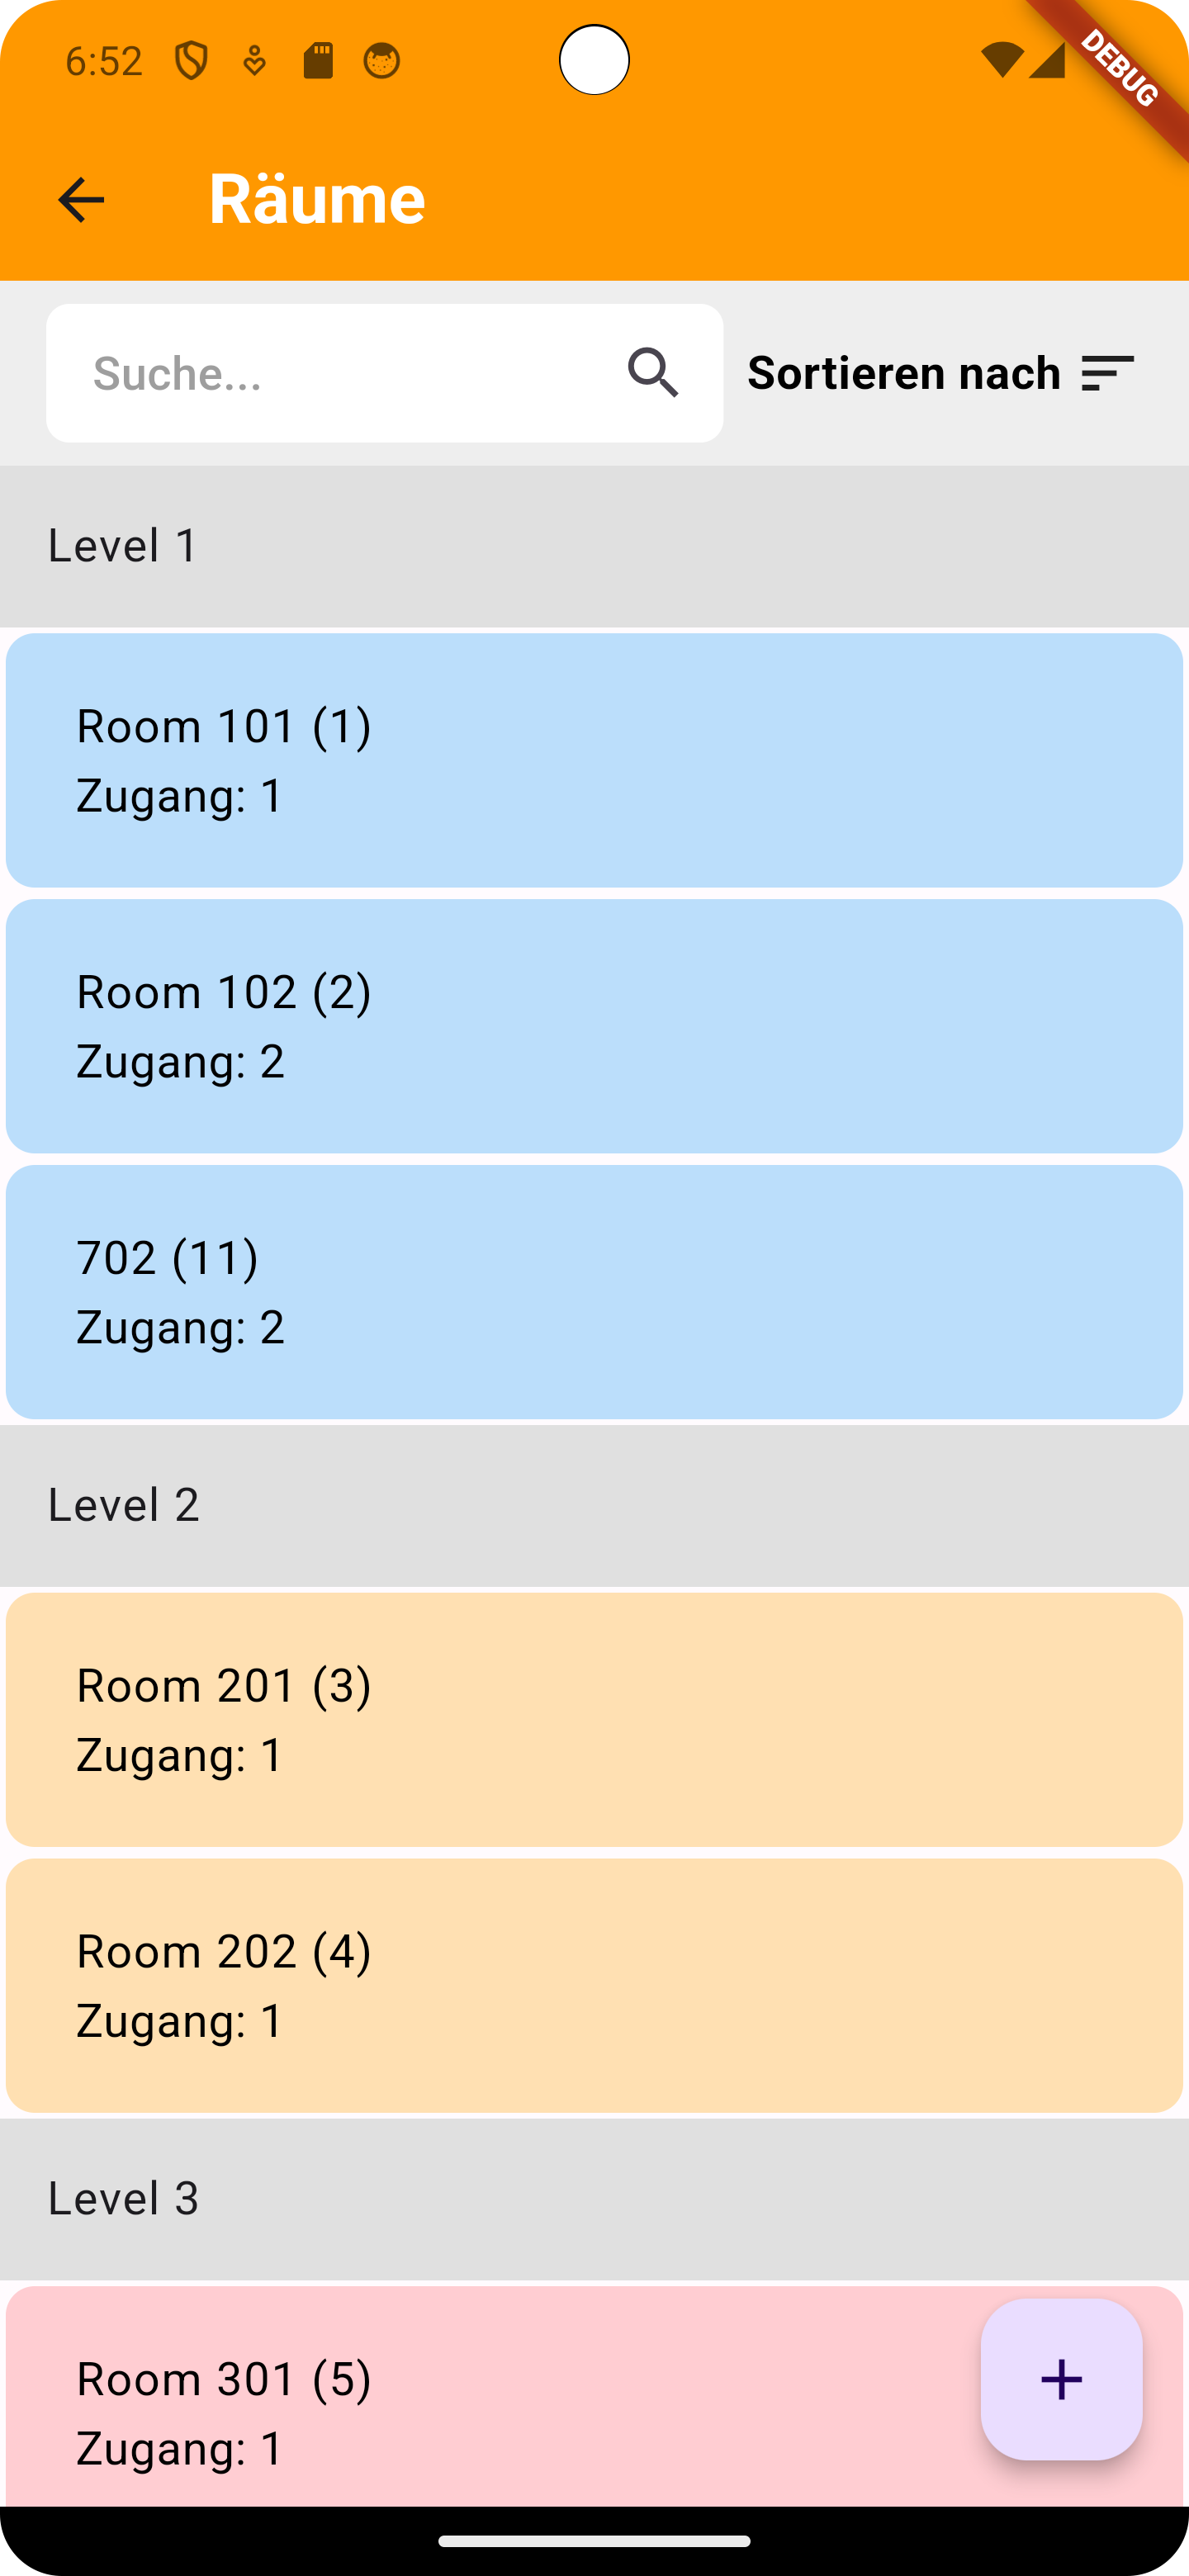 6:52
DEBUG
Räume
Suche...
Sortieren nach
Level 1
Room 101 (1)
Zugang: 1
Room 102 (2)
Zugang: 2
702 (11)
Zugang: 2
Level 2
Room 201 (3)
Zugang: 1
Room 202 (4)
Zugang: 1
Level 3
Room 301 (5)
Zugang: 1